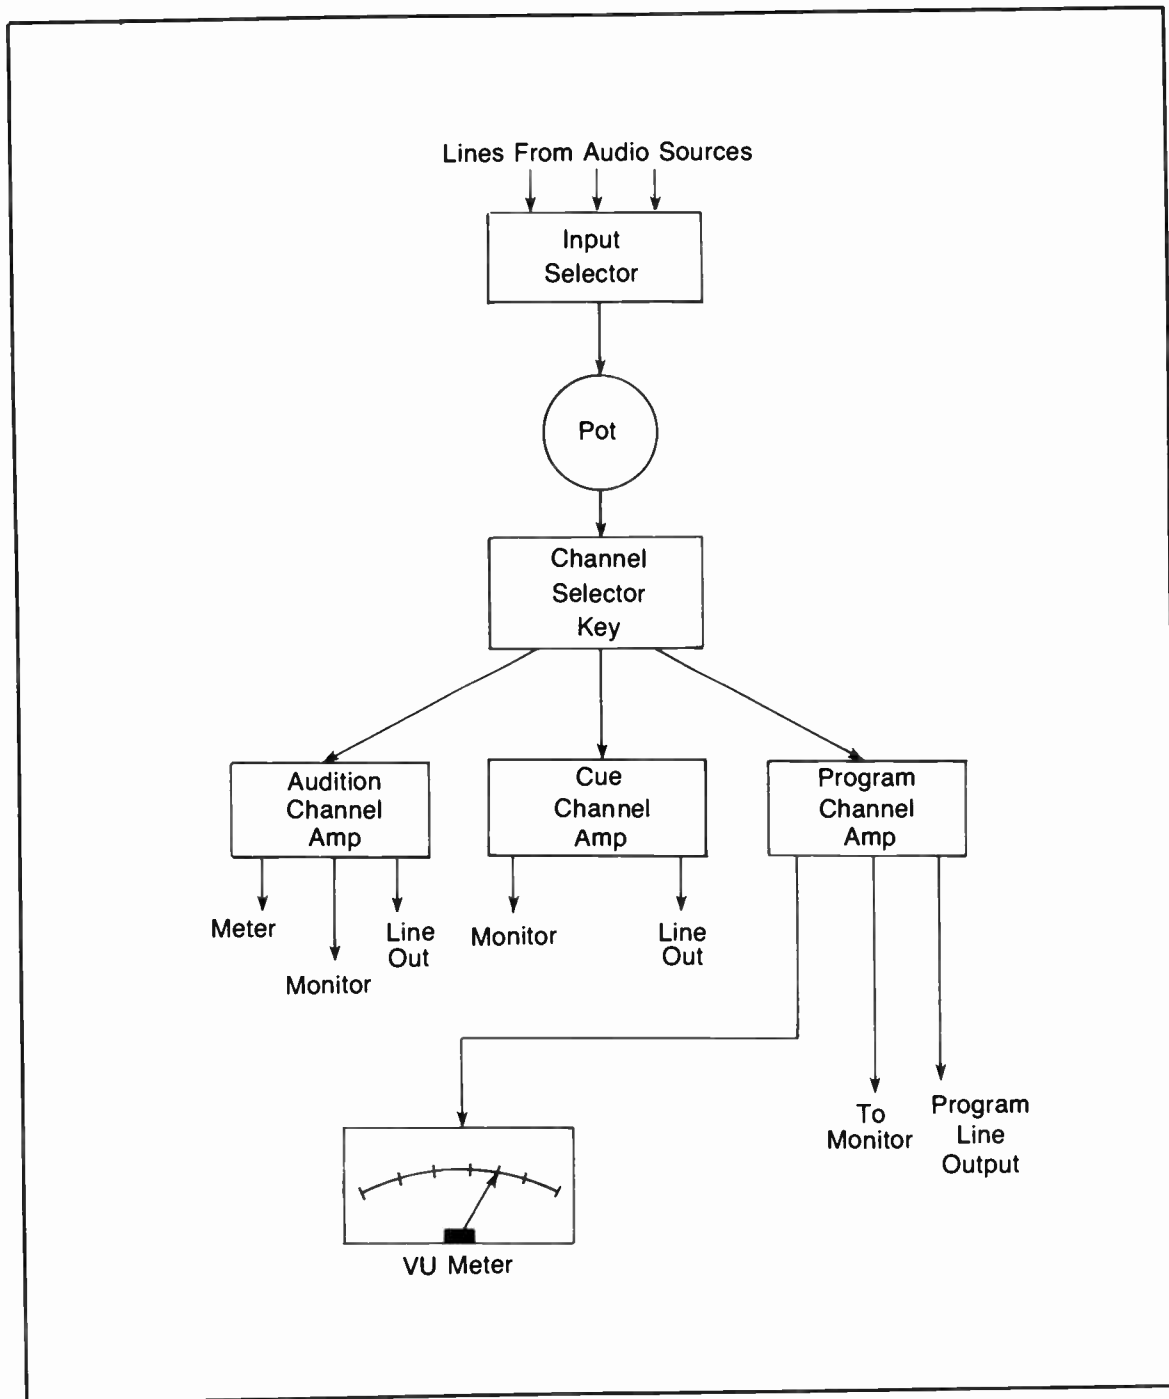 Lines From Audio Sources
Input
Selector
Pot
Channel
Selector
Key
Audition
Channel
Amp
Cue
Channel
Amp
Program
Channel
Amp
Meter
Monitor
Line
Out
Monitor
Line
Out
To
Monitor
Program
Line
Output
VU Meter